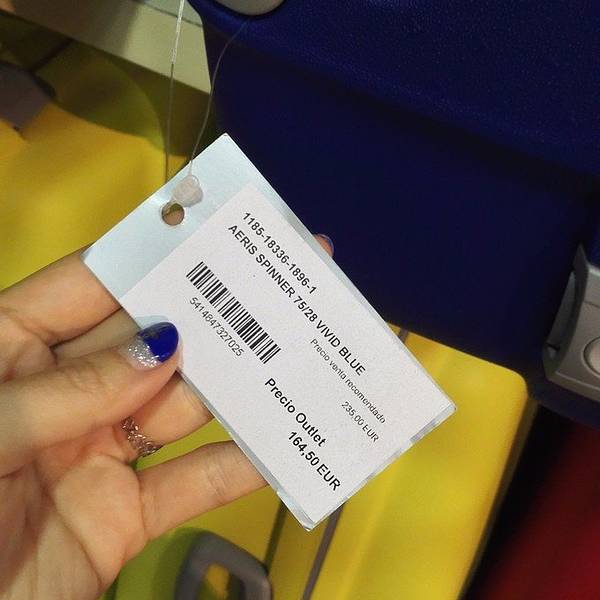 1185-18336-1896-1
AERIS SPINNER 75/28 VIVID BLUE
Precio venta recomendado
235,00 EUR
5414847327025
Precio Outlet
164,50 EUR